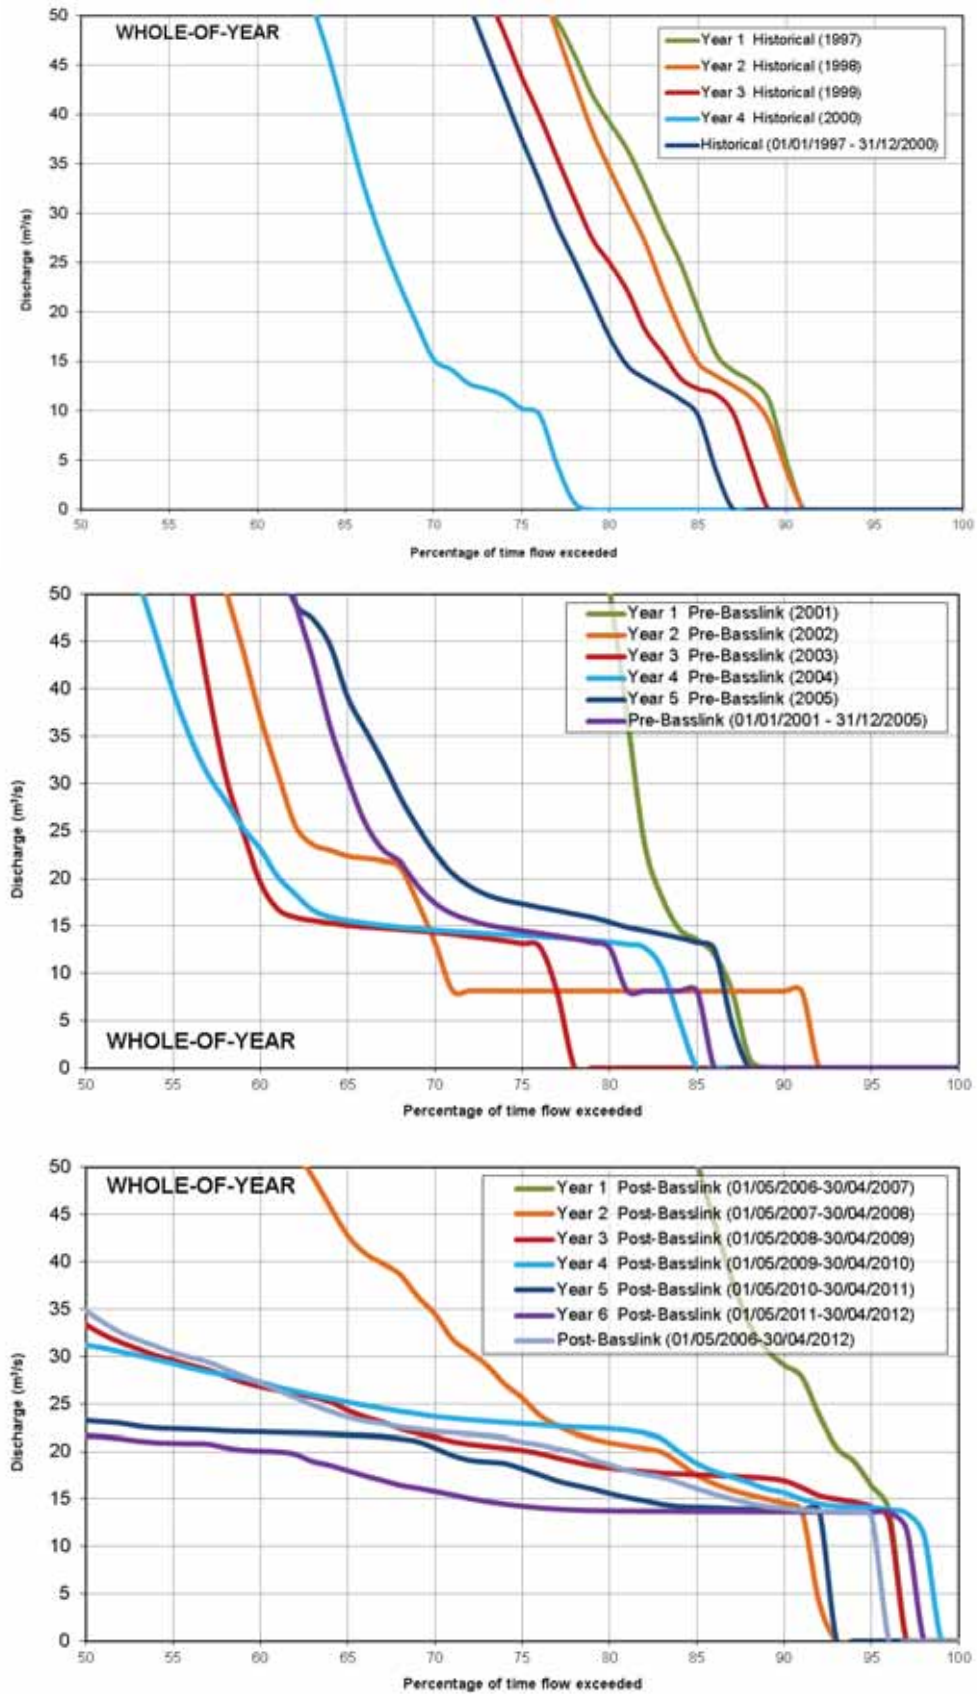 WHOLE-OF-YEAR
Year 1 Historical (1997)
Year 2 Historical (1998)
Year 3 Historical (1999)
Year 4 Historical (2000)
Historical (01/01/1997 - 31/12/2000)
50
45
40
35
30
25
20
15
10
5
0
Discharge (m³/s)
50 55 60 65 70 75 80 85 90 95 100
Percentage of time flow exceeded
Year 1 Pre-Basslink (2001)
Year 2 Pre-Basslink (2002)
Year 3 Pre-Basslink (2003)
Year 4 Pre-Basslink (2004)
Year 5 Pre-Basslink (2005)
Pre-Basslink (01/01/2001 - 31/12/2005)
50
45
40
35
30
25
20
15
10
5
0
Discharge (m³/s)
WHOLE-OF-YEAR
50 55 60 65 70 75 80 85 90 95 100
Percentage of time flow exceeded
WHOLE-OF-YEAR
Year 1 Post-Basslink (01/05/2006-30/04/2007)
Year 2 Post-Basslink (01/05/2007-30/04/2008)
Year 3 Post-Basslink (01/05/2008-30/04/2009)
Year 4 Post-Basslink (01/05/2009-30/04/2010)
Year 5 Post-Basslink (01/05/2010-30/04/2011)
Year 6 Post-Basslink (01/05/2011-30/04/2012)
Post-Basslink (01/05/2006-30/04/2012)
50
45
40
35
30
25
20
15
10
5
0
Discharge (m³/s)
50 55 60 65 70 75 80 85 90 95 100
Percentage of time flow exceeded